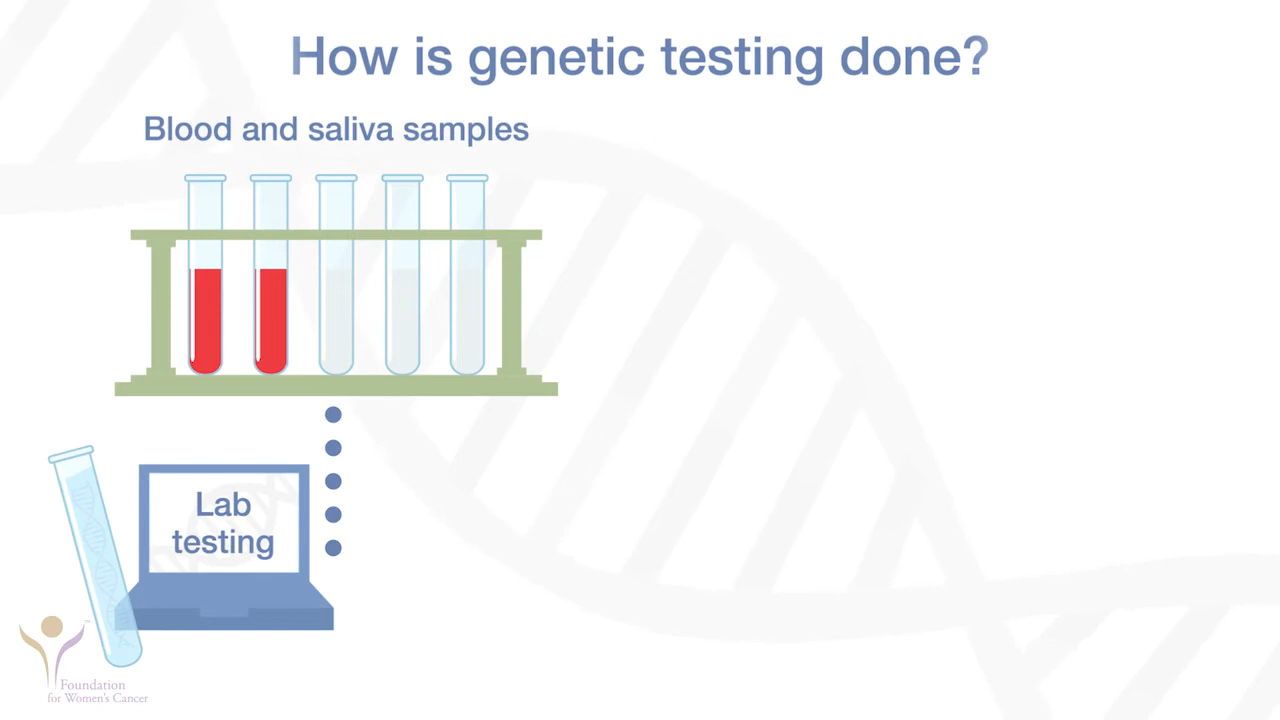 How is genetic testing done?
Blood and saliva samples
Lab
testing
Foundation
for Women's Cancer